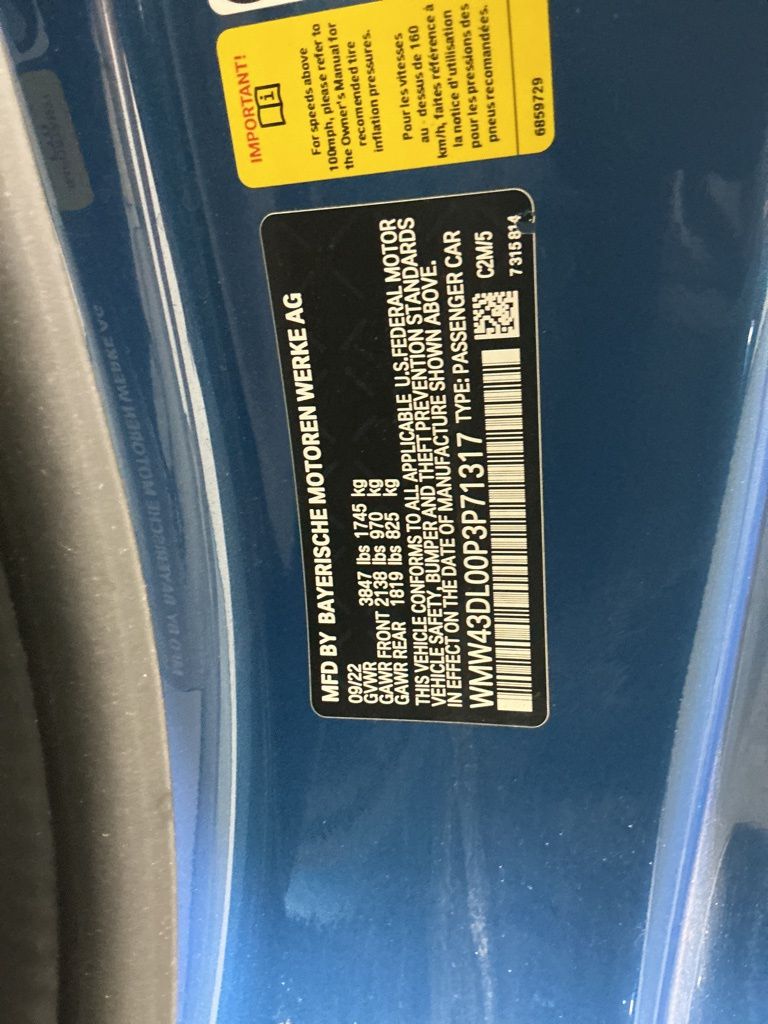 IMPORTANT!
For speeds above
100mph, please refer to
the Owner's Manual for
recomended tire
inflation pressures.
Pour les vitesses
au - dessus de 160
km/h, faites référence à
la notice d'utilisation
pour les pressions des
pneus recomandées.
6859729
MFD BY BAYERISCHE MOTOREN WERKE AG
09/22
GVWR 3847 lbs 1745 kg
GAWR FRONT 2138 lbs 970 kg
GAWR REAR 1819 lbs 825 kg
THIS VEHICLE CONFORMS TO ALL APPLICABLE U.S.FEDERAL MOTOR
VEHICLE SAFETY, BUMPER AND THEFT PREVENTION STANDARDS
IN EFFECT ON THE DATE OF MANUFACTURE SHOWN ABOVE.
WMW43DL00P3P71317 TYPE: PASSENGER CAR
C2M/5
7315814